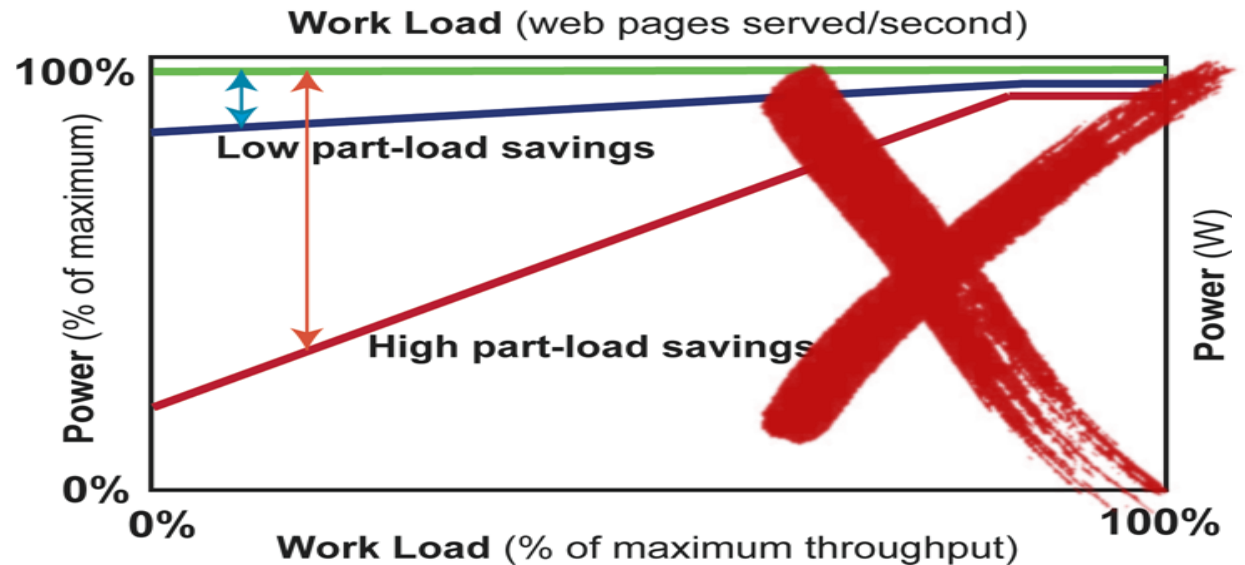 Work Load (web pages served/second)
100%
Low part-load savings
Power (% of maximum)
Power (W)
High part-load savings
0%
0%
100%
Work Load (% of maximum throughput)